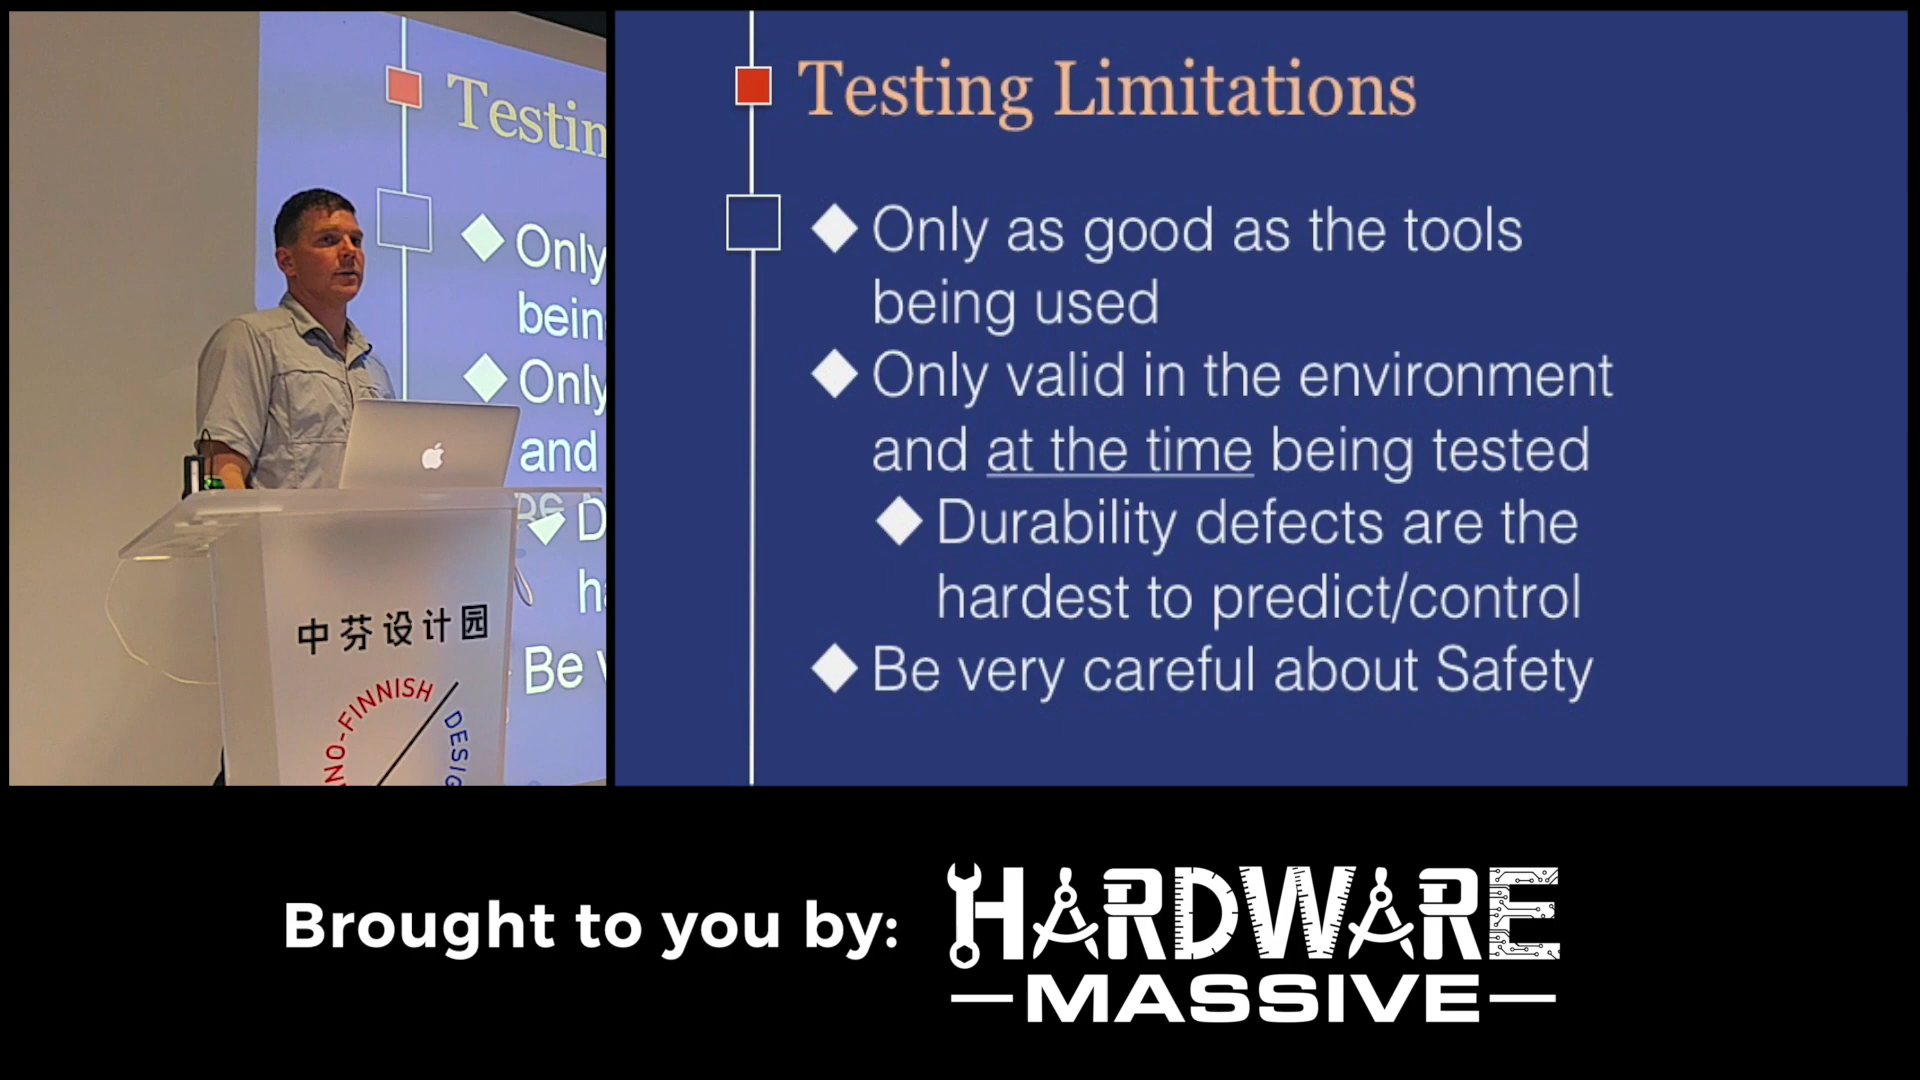 Testin
Only
bein
Only
and
D
ha
Be v
中芬设计园
NO-FINNISH
DESIG
Testing Limitations
Only as good as the tools
being used
Only valid in the environment
and at the time being tested
Durability defects are the
hardest to predict/control
Be very careful about Safety
Brought to you by:
HARDWARE
MASSIVE